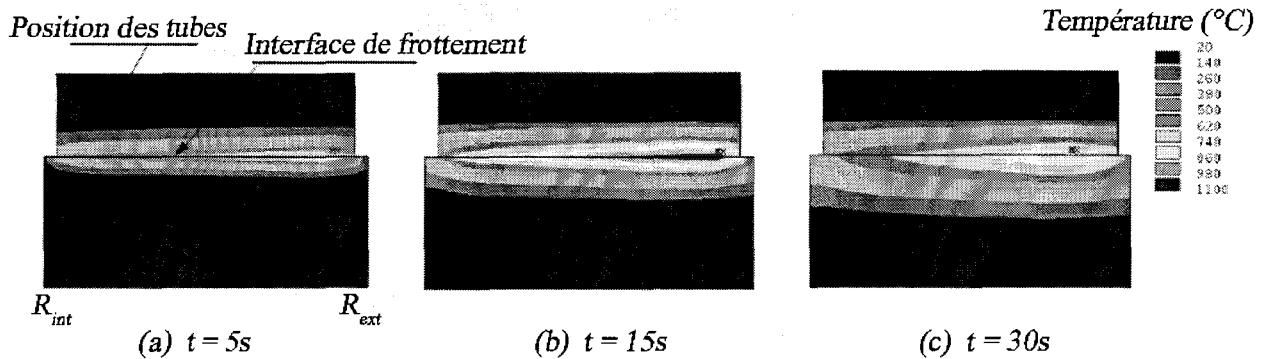 Position des tubes
Interface de frottement
Température (°C)
20
140
260
380
500
620
740
860
980
1100
R_int
R_ext
(a) t = 5s
(b) t = 15s
(c) t = 30s